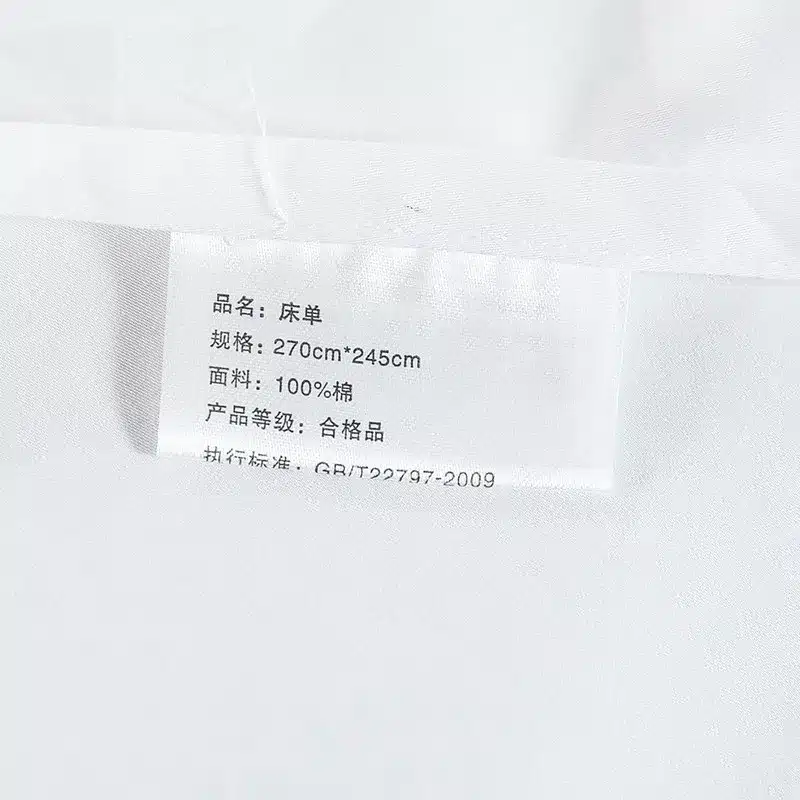 品名：床单
规格：270cm*245cm
面料：100%棉
产品等级：合格品
执行标准：GB/T22797-2009